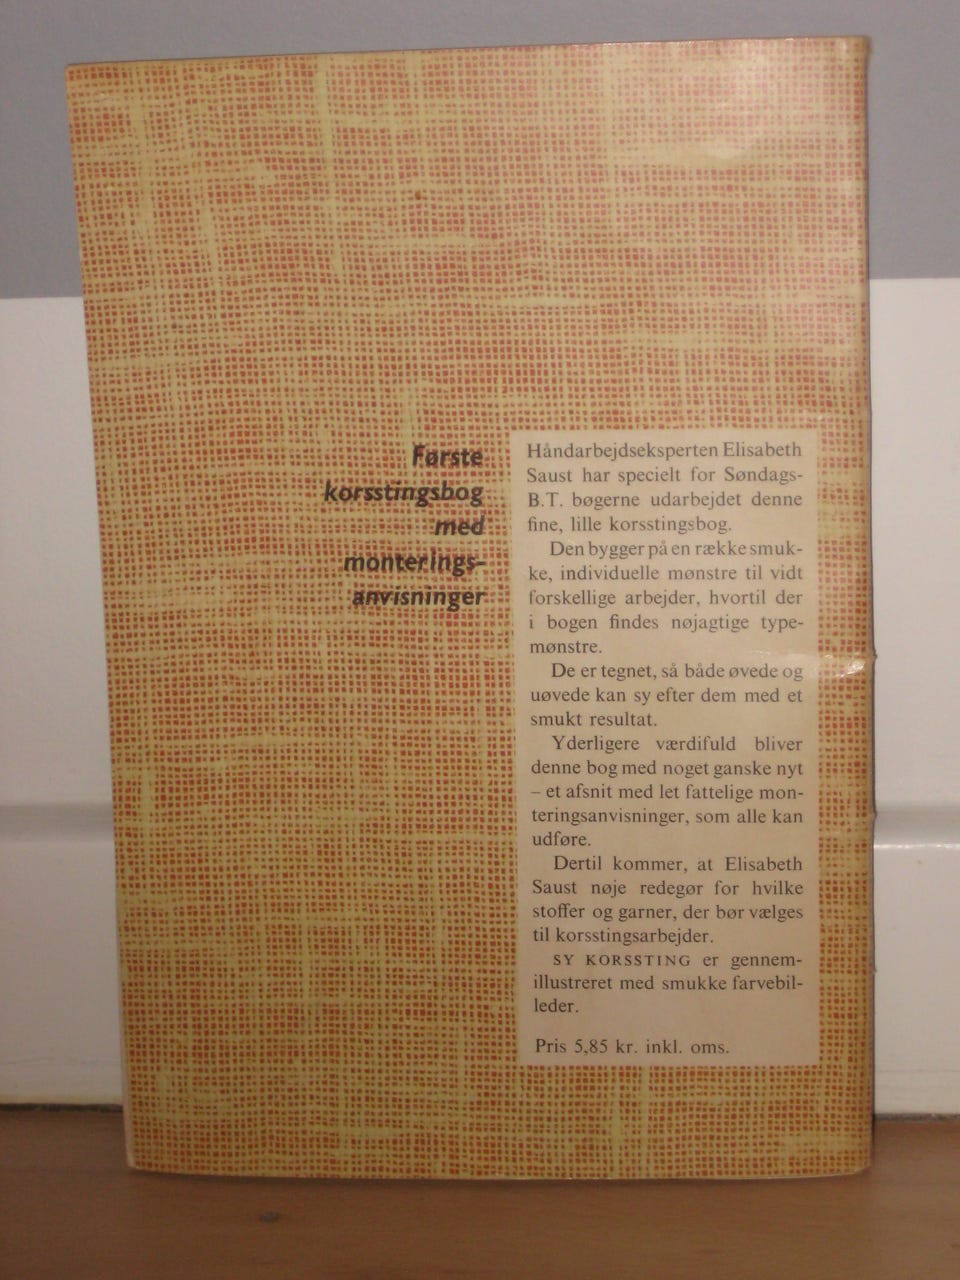 Første
korsstingsbog
med
monterings-
anvisninger
Håndarbejdseksperten Elisabeth
Saust har specielt for Søndags-
B.T. bøgerne udarbejdet denne
fine, lille korsstingsbog.
Den bygger på en række smuk-
ke, individuelle mønstre til vidt
forskellige arbejder, hvortil der
i bogen findes nøjagtige type-
mønstre.
De er tegnet, så både øvede og
uøvede kan sy efter dem med et
smukt resultat.
Yderligere værdifuld bliver
denne bog med noget ganske nyt
– et afsnit med let fattelige mon-
teringsanvisninger, som alle kan
udføre.
Dertil kommer, at Elisabeth
Saust nøje redegør for hvilke
stoffer og garner, der bør vælges
til korsstingsarbejder.
SY KORSSTING er gennem-
illustreret med smukke farvebil-
leder.
Pris 5,85 kr. inkl. oms.